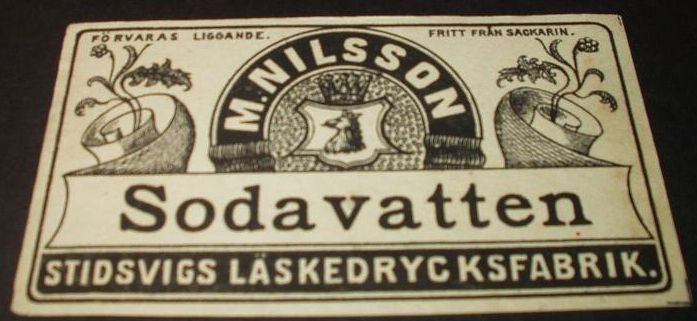 FÖRVARAS LIGGANDE.
FRITT FRÅN SACKARIN.
M. NILSSON
Sodavatten
STIDSVIGS LÄSKEDRYCKSFABRIK.